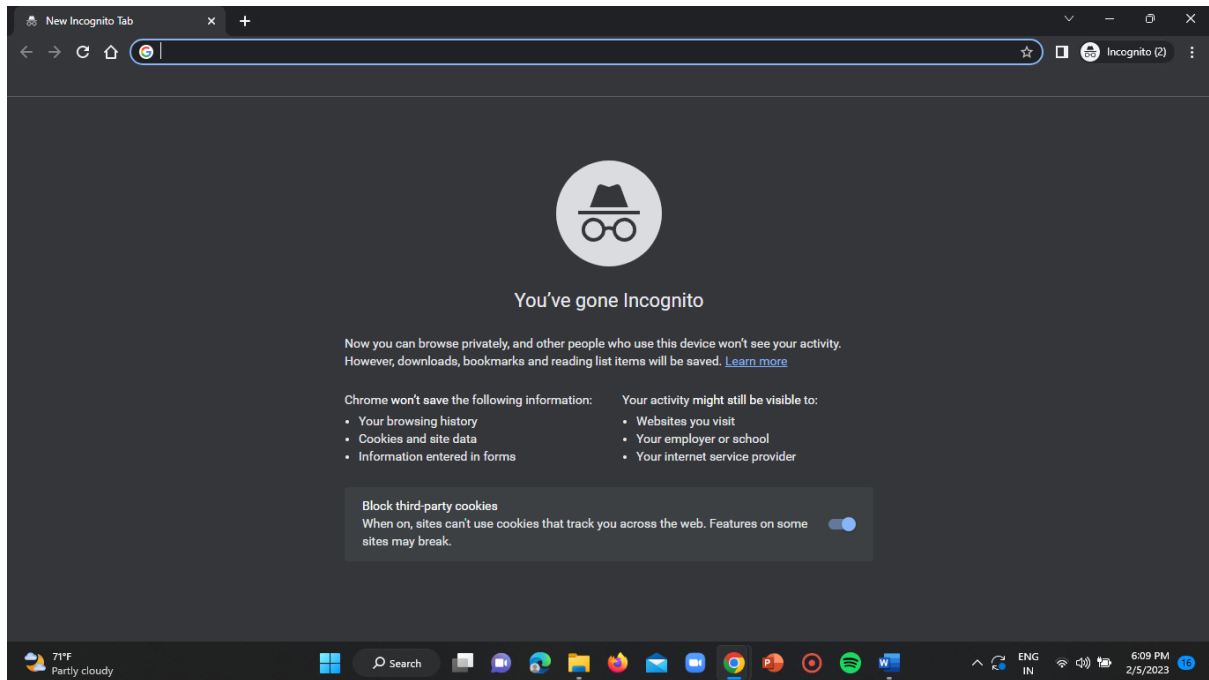 New Incognito Tab
Incognito (2)
You've gone Incognito
Now you can browse privately, and other people who use this device won't see your activity.
However, downloads, bookmarks and reading list items will be saved. Learn more
Chrome won't save the following information:
• Your browsing history
• Cookies and site data
• Information entered in forms
Your activity might still be visible to:
• Websites you visit
• Your employer or school
• Your internet service provider
Block third-party cookies
When on, sites can't use cookies that track you across the web. Features on some
sites may break.
71°F
Partly cloudy
Search
ENG
IN
6:09 PM
2/5/2023
16